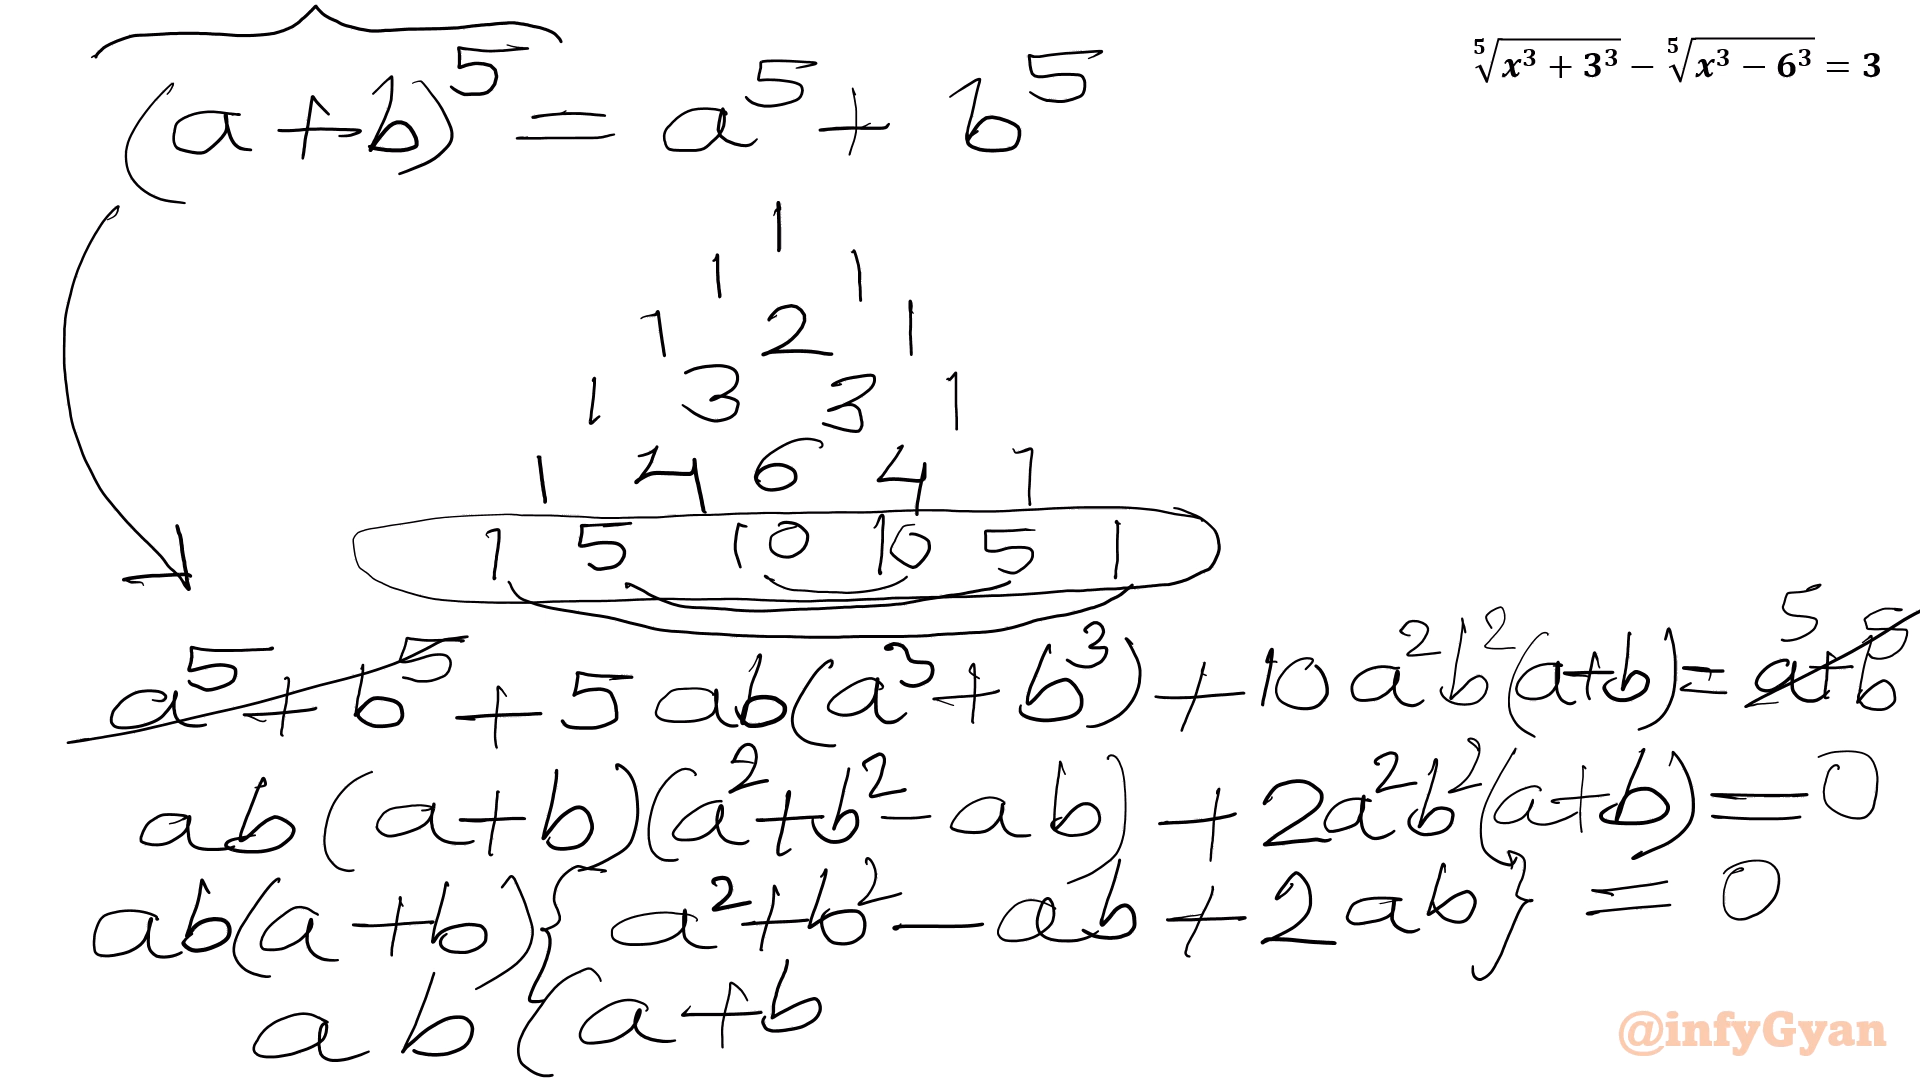 (a+b)⁵ = a⁵ + b⁵
⁵√(x³ + 3³) − ⁵√(x³ − 6³) = 3
1
1 1
1 2 1
1 3 3 1
1 4 6 4 1
1 5 10 10 5 1
a⁵ + b⁵ + 5ab(a³+b³) + 10a²b²(a+b) = a⁵+b⁵
ab(a+b)(a²+b²−ab) + 2a²b²(a+b) = 0
ab(a+b){a²+b²−ab+2ab} = 0
ab(a+b
@infyGyan